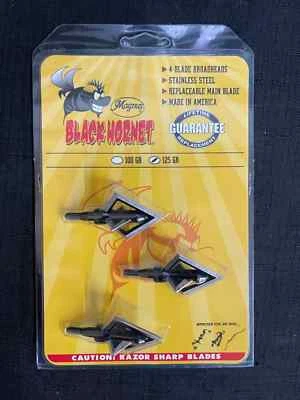 4-BLADE BROADHEADS
STAINLESS STEEL
REPLACEABLE MAIN BLADE
MADE IN AMERICA
Magnus
BLACK HORNET
LIFETIME
GUARANTEE
REPLACEMENT
100 GR
125 GR
CAUTION! RAZOR SHARP BLADES